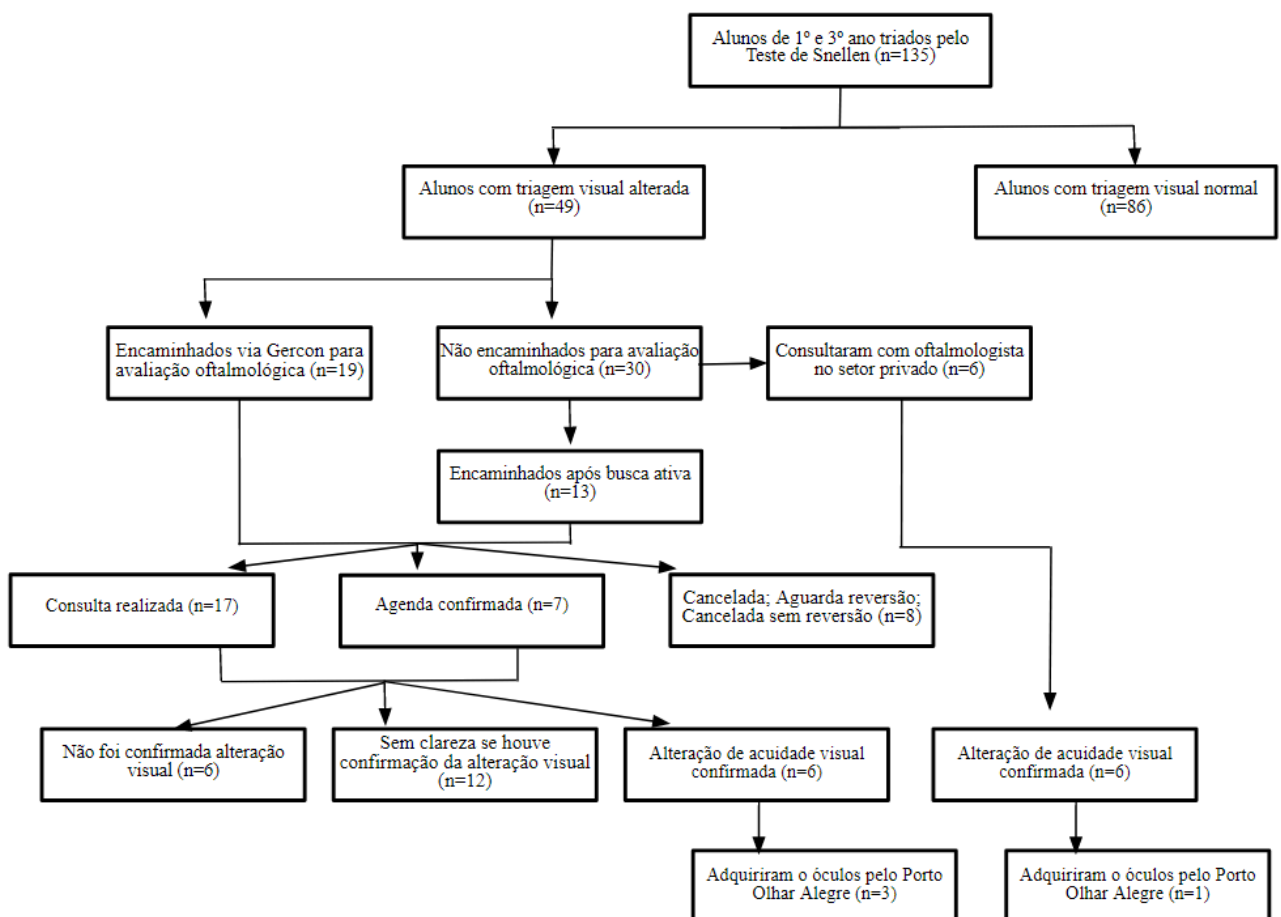 Alunos de 1º e 3º ano triados pelo
Teste de Snellen (n=135)
Alunos com triagem visual alterada
(n=49)
Alunos com triagem visual normal
(n=86)
Encaminhados via Gercon para
avaliação oftalmológica (n=19)
Não encaminhados para avaliação
oftalmológica (n=30)
Consultaram com oftalmologista
no setor privado (n=6)
Encaminhados após busca ativa
(n=13)
Consulta realizada (n=17)
Agenda confirmada (n=7)
Cancelada; Aguarda reversão;
Cancelada sem reversão (n=8)
Não foi confirmada alteração
visual (n=6)
Sem clareza se houve
confirmação da alteração visual
(n=12)
Alteração de acuidade visual
confirmada (n=6)
Alteração de acuidade visual
confirmada (n=6)
Adquiriram o óculos pelo Porto
Olhar Alegre (n=3)
Adquiriram o óculos pelo Porto
Olhar Alegre (n=1)